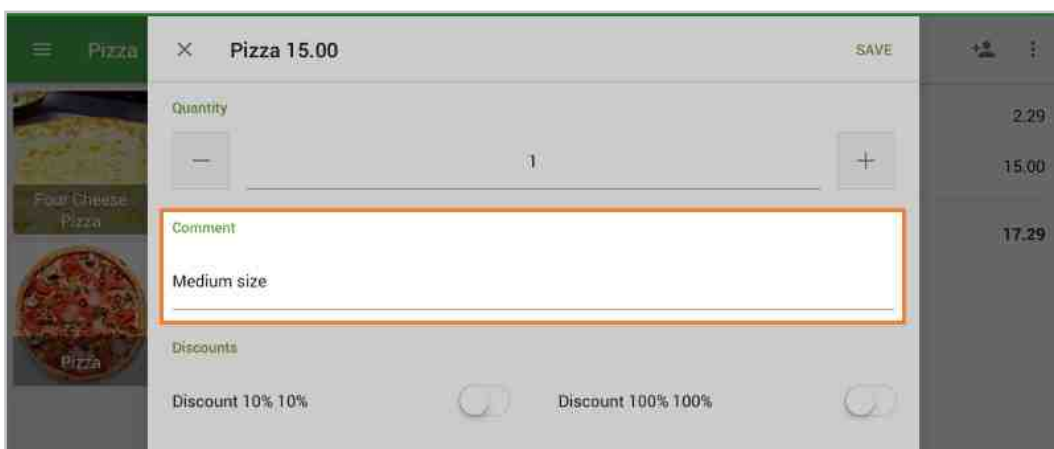 Pizza
Pizza 15.00
SAVE
Quantity
1
2.29
15.00
Four Cheese
Pizza
Comment
17.29
Medium size
Discounts
Pizza
Discount 10% 10%
Discount 100% 100%